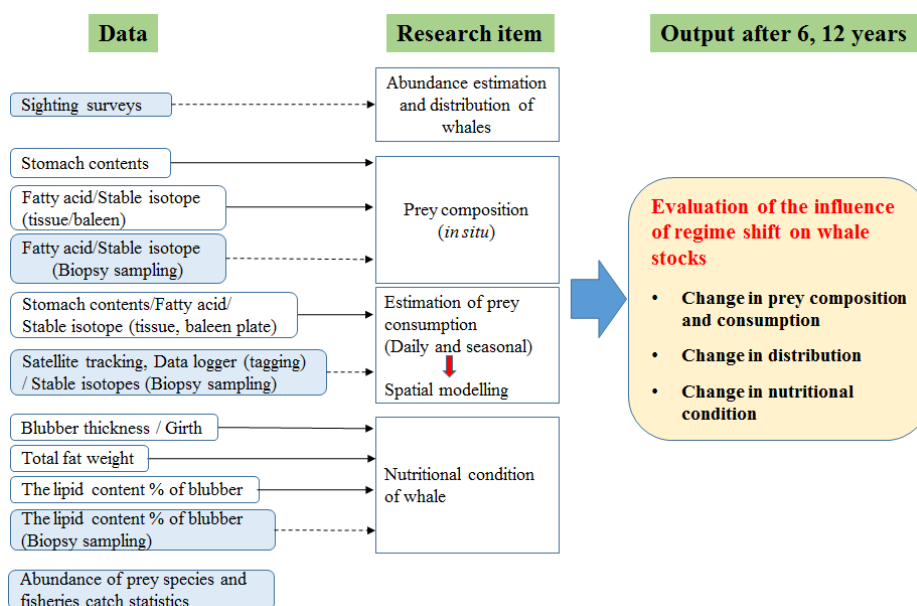 Data
Research item
Output after 6, 12 years
Sighting surveys
Abundance estimation
and distribution of
whales
Stomach contents
Fatty acid/Stable isotope
(tissue/baleen)
Fatty acid/Stable isotope
(Biopsy sampling)
Prey composition
(in situ)
Stomach contents/Fatty acid/
Stable isotope (tissue, baleen plate)
Satellite tracking, Data logger (tagging)
/ Stable isotopes (Biopsy sampling)
Estimation of prey
consumption
(Daily and seasonal)
Spatial modelling
Blubber thickness / Girth
Total fat weight
The lipid content % of blubber
The lipid content % of blubber
(Biopsy sampling)
Nutritional condition
of whale
Abundance of prey species and
fisheries catch statistics
Evaluation of the influence
of regime shift on whale
stocks
• Change in prey composition
and consumption
• Change in distribution
• Change in nutritional
condition